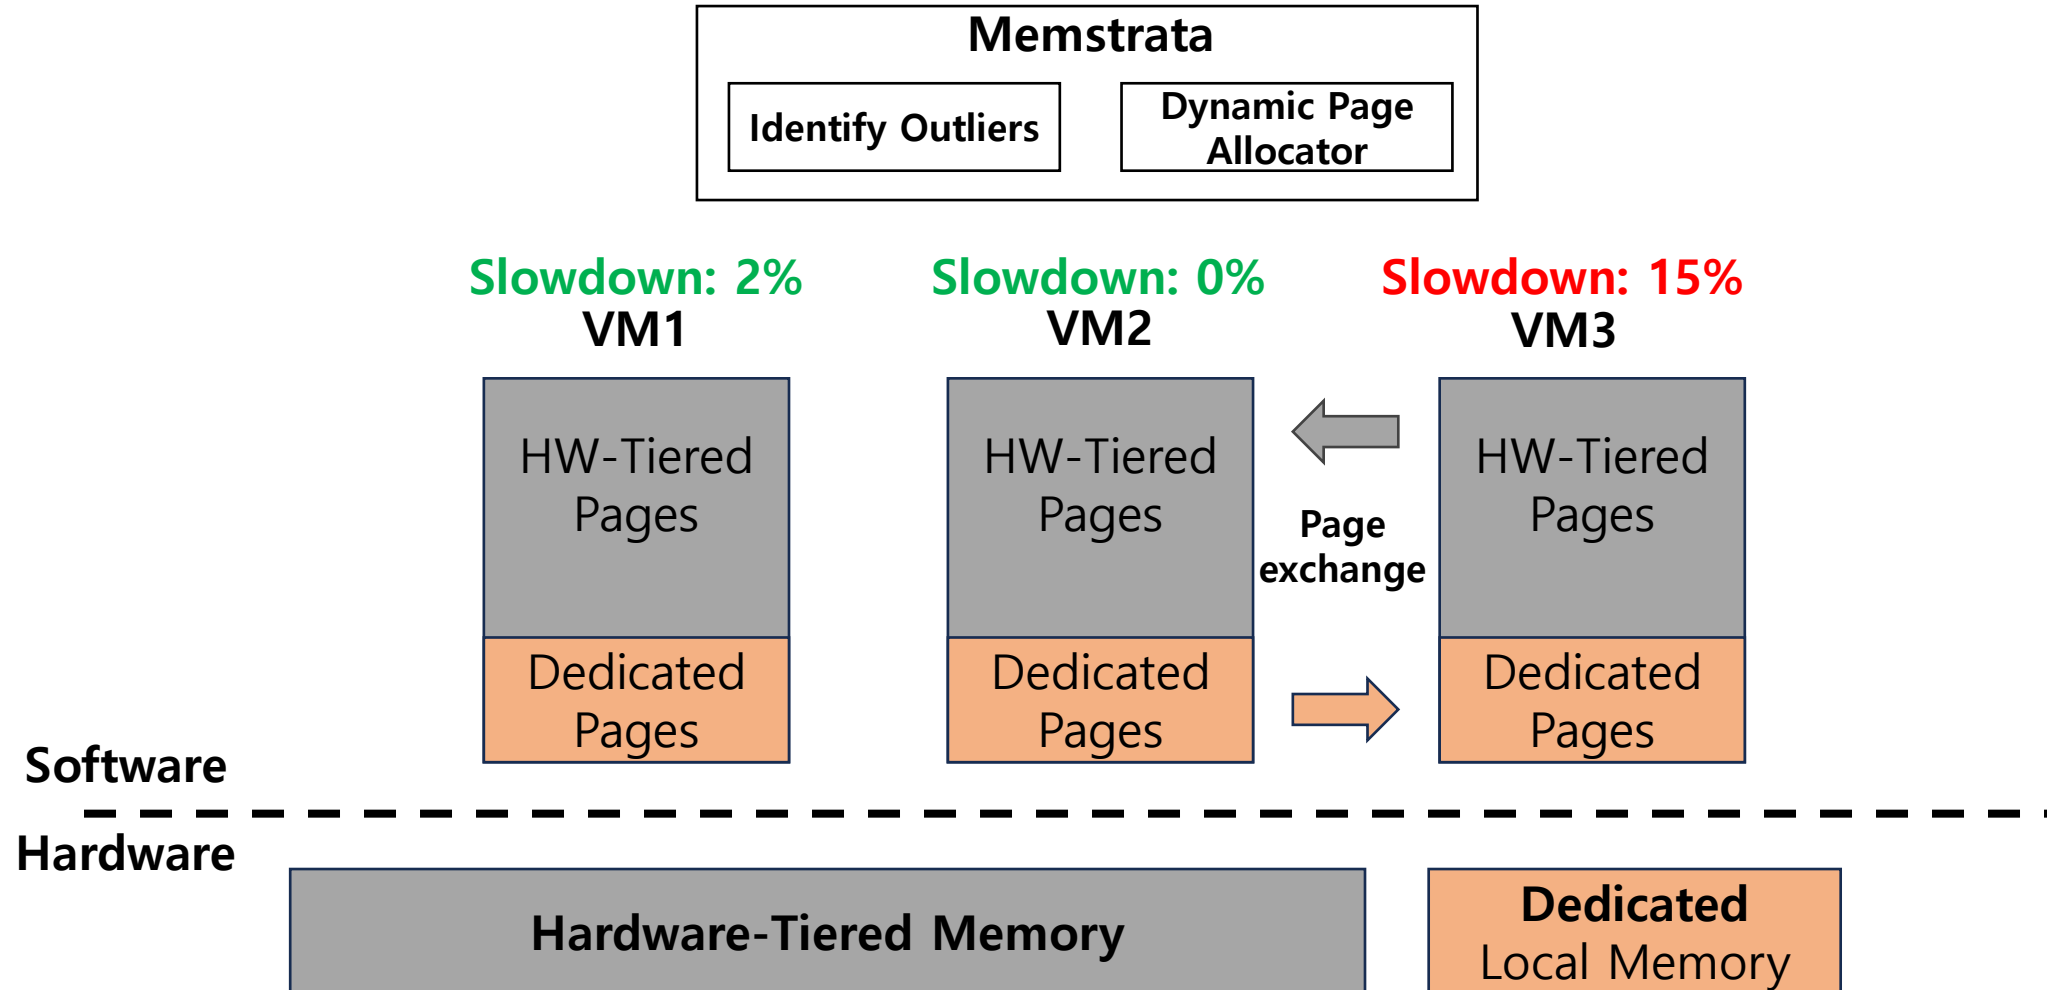 Memstrata
Identify Outliers
Dynamic Page
Allocator
Slowdown: 2%
VM1
Slowdown: 0%
VM2
Slowdown: 15%
VM3
HW-Tiered
Pages
HW-Tiered
Pages
HW-Tiered
Pages
Page
exchange
Dedicated
Pages
Dedicated
Pages
Dedicated
Pages
Software
Hardware
Hardware-Tiered Memory
Dedicated
Local Memory